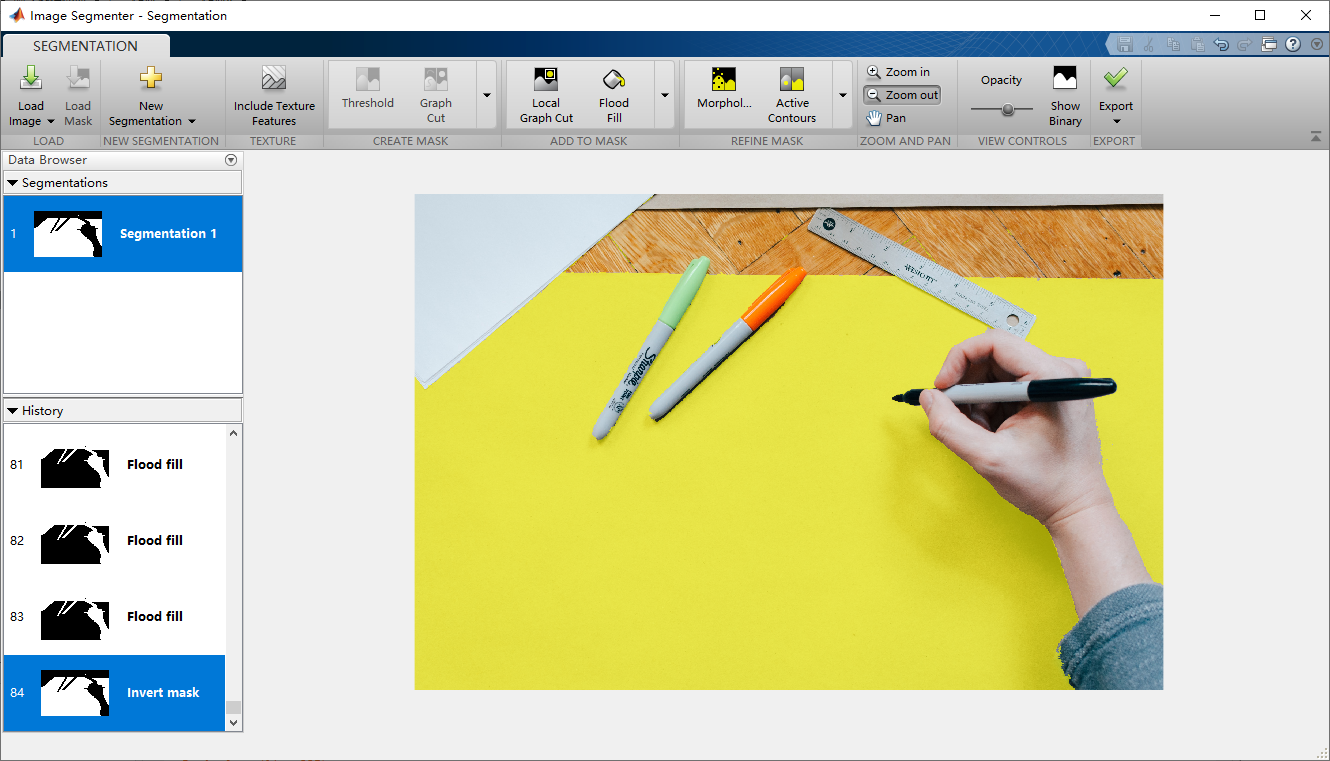 Image Segmenter - Segmentation
SEGMENTATION
Load
Image
Load
Mask
New
Segmentation
Include Texture
Features
Threshold
Graph
Cut
Local
Graph Cut
Flood
Fill
Morphol...
Active
Contours
Zoom in
Zoom out
Pan
Opacity
Show
Binary
Export
LOAD
NEW SEGMENTATION
TEXTURE
CREATE MASK
ADD TO MASK
REFINE MASK
ZOOM AND PAN
VIEW CONTROLS
EXPORT
Data Browser
Segmentations
1
Segmentation 1
History
81
Flood fill
82
Flood fill
83
Flood fill
84
Invert mask
WESTCOTT
Sharpie